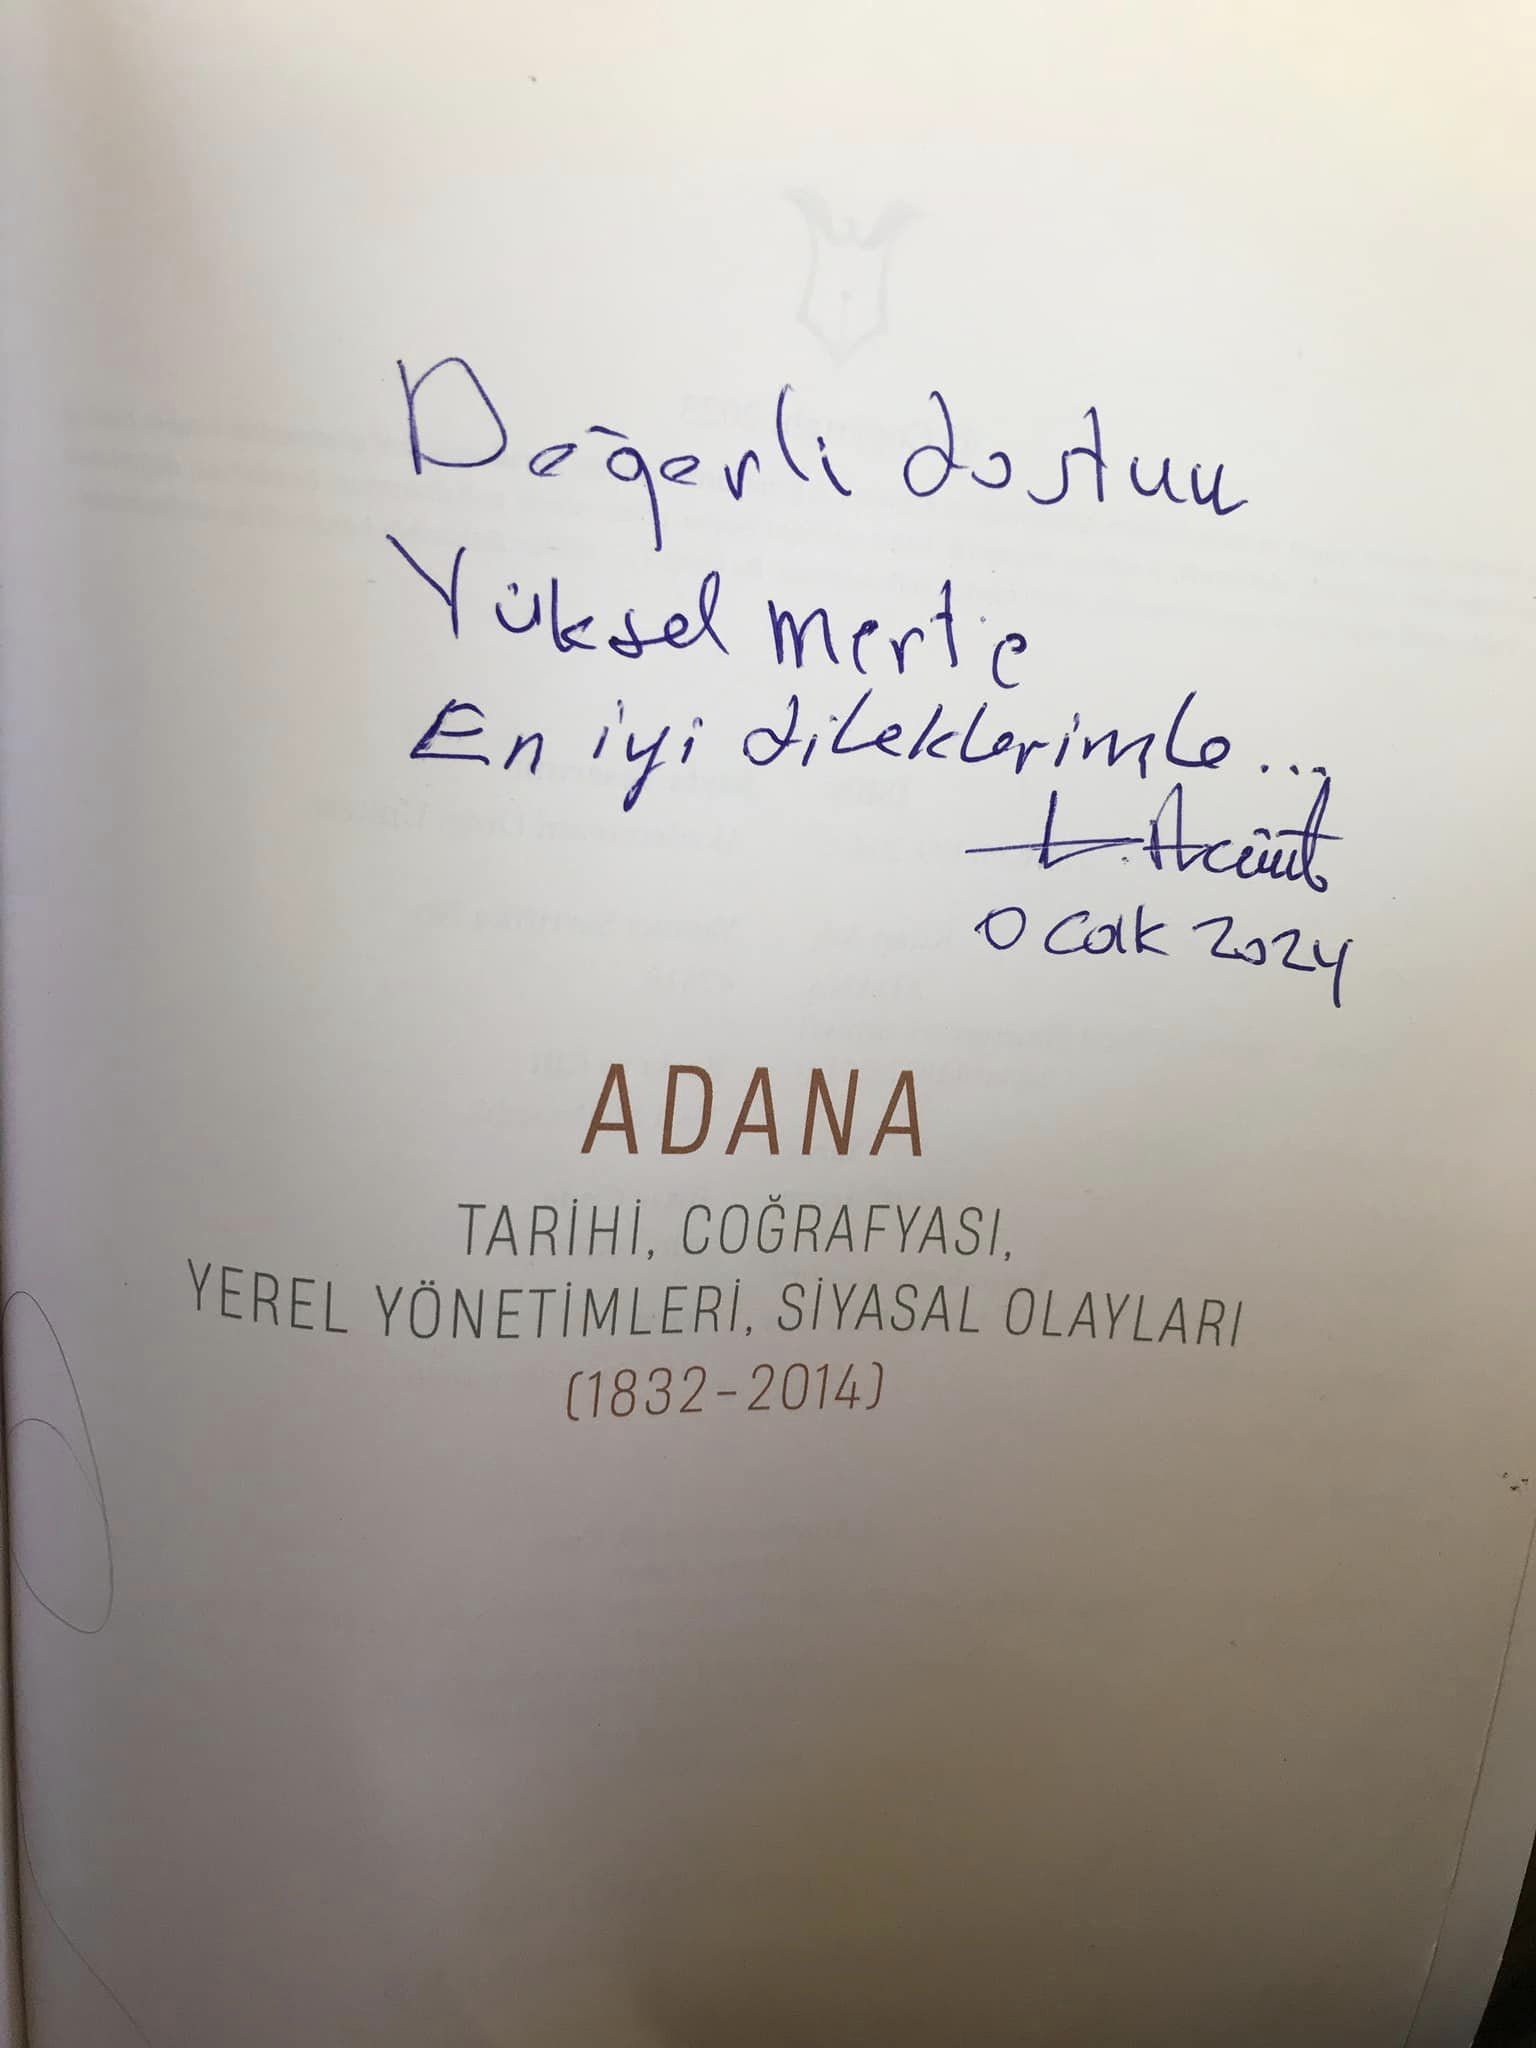 Değerli dostum
Yüksel Mert'e
En iyi dileklerimle...
Ocak 2024
ADANA
TARİHİ, COĞRAFYASI,
YEREL YÖNETİMLERİ, SİYASAL OLAYLARI
(1832-2014)